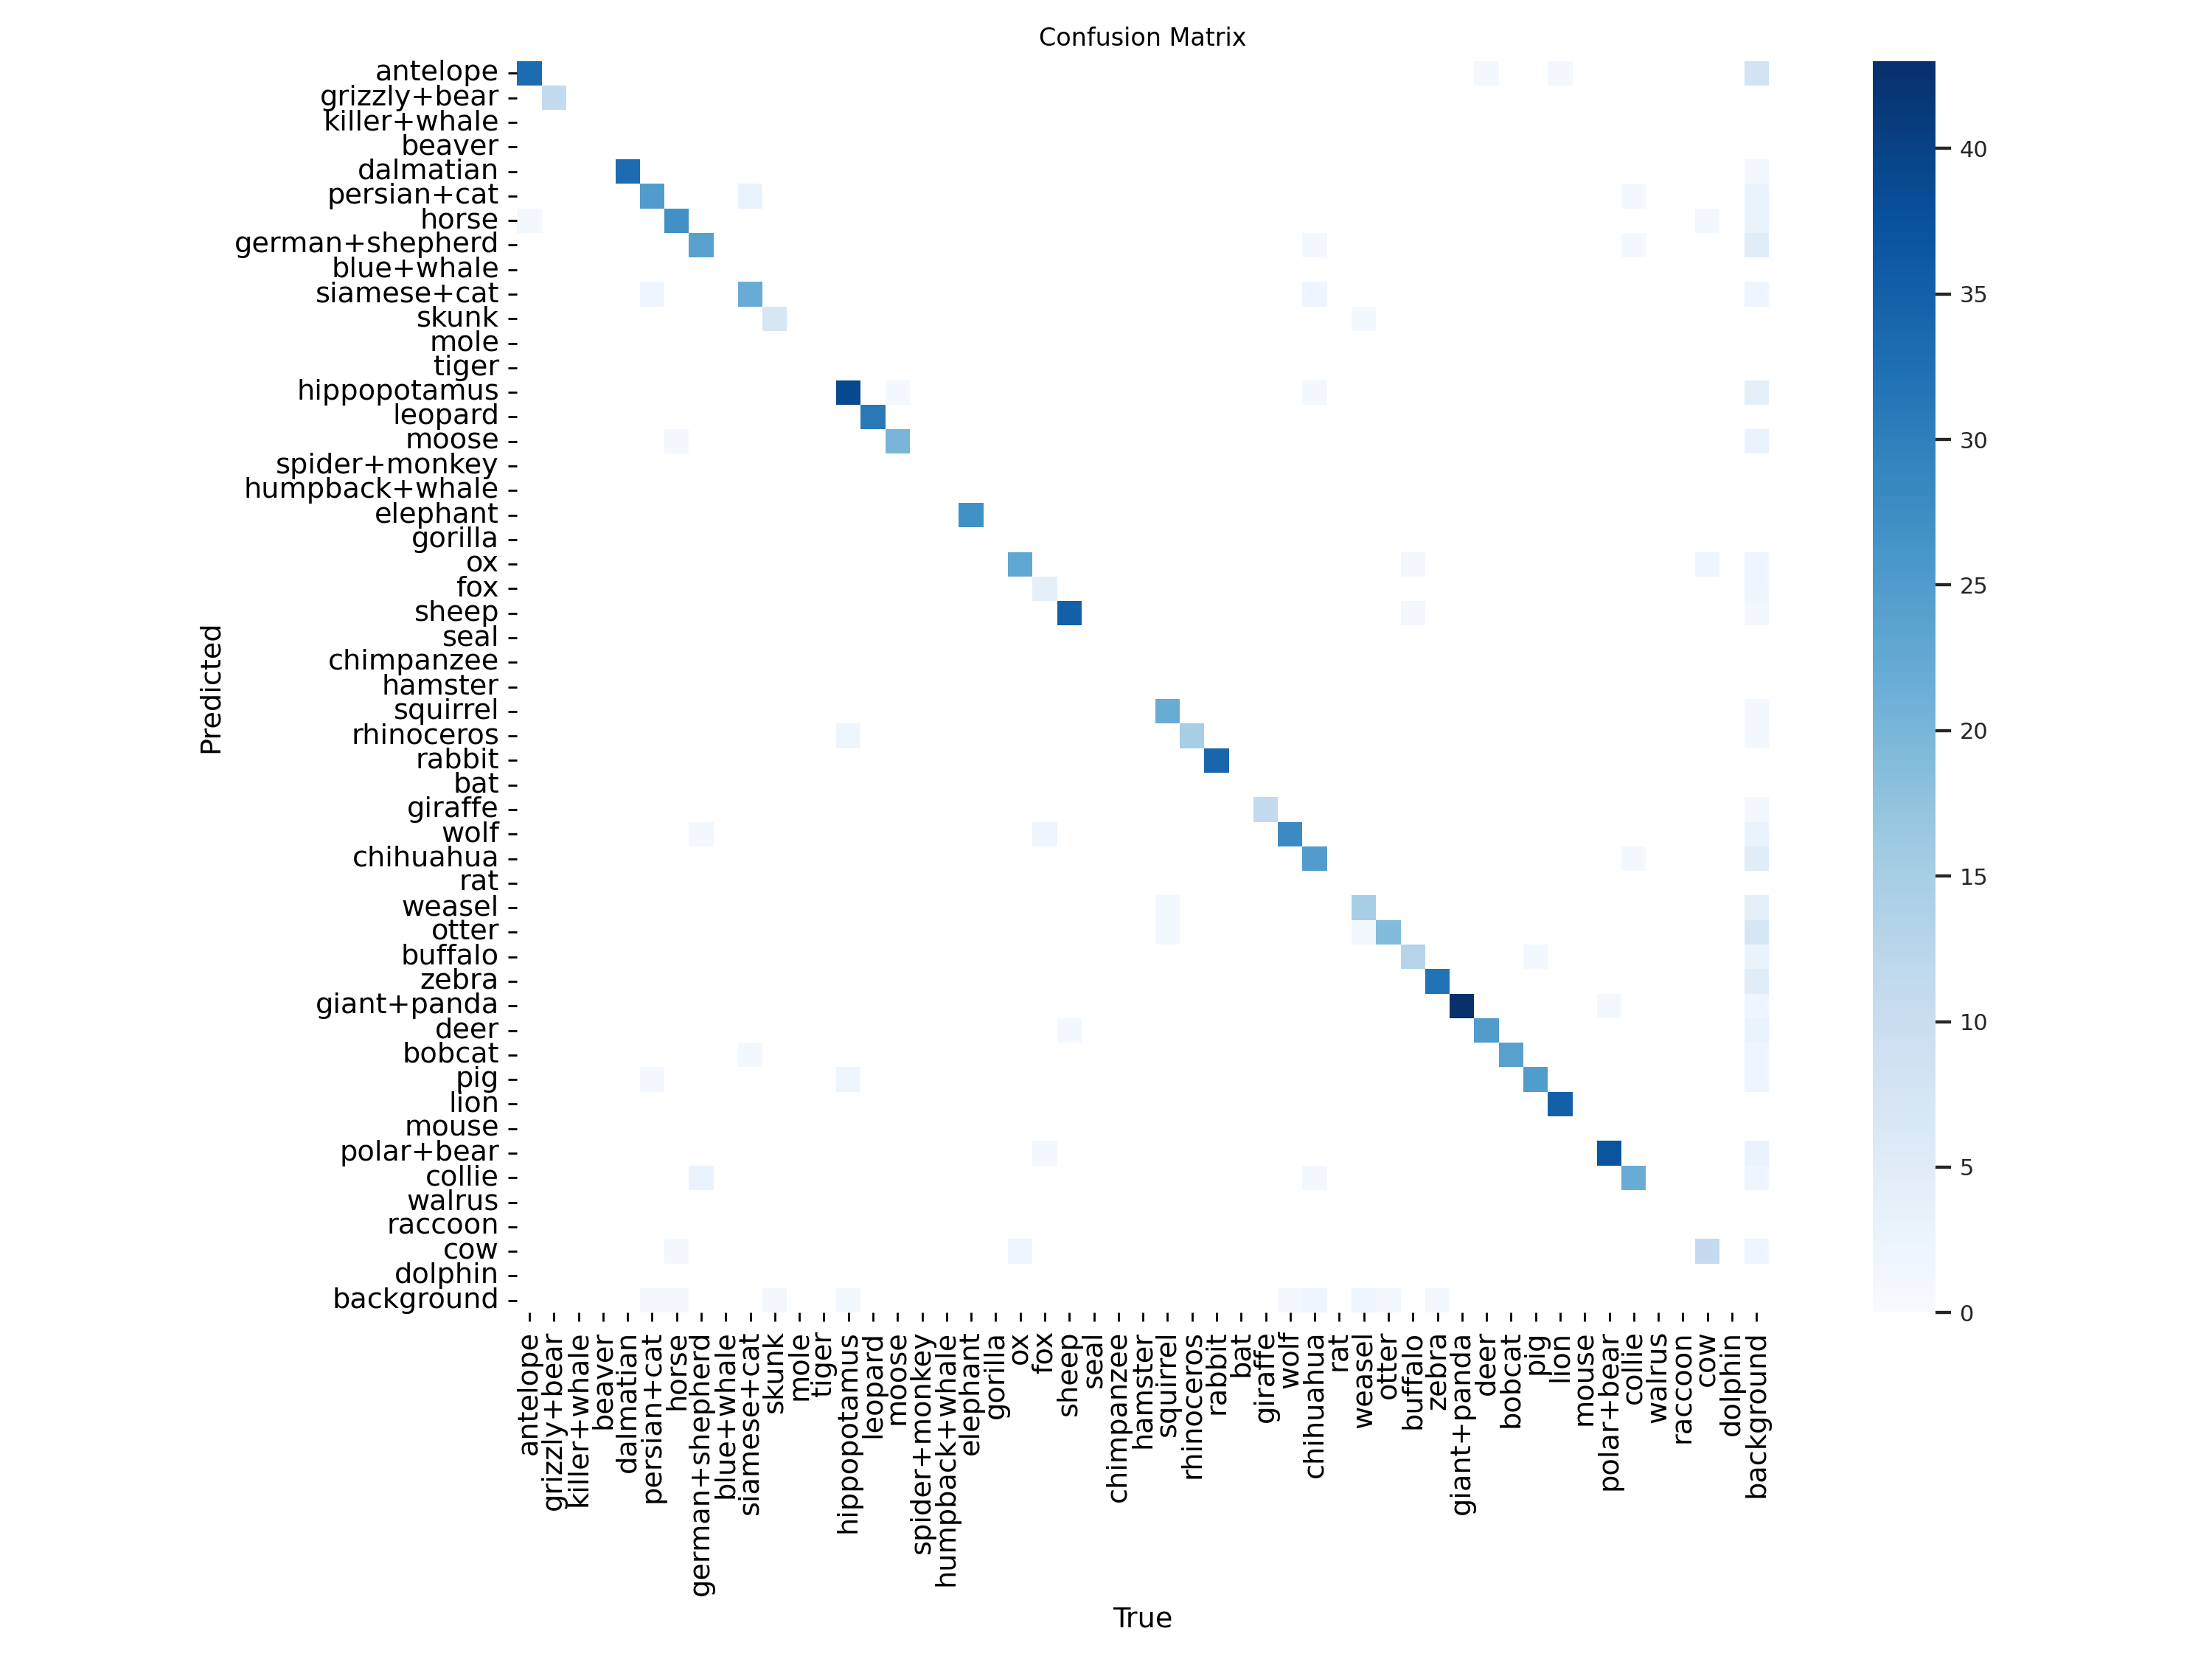 Confusion Matrix
antelope
grizzly+bear
killer+whale
beaver
dalmatian
persian+cat
horse
german+shepherd
blue+whale
siamese+cat
skunk
mole
tiger
hippopotamus
leopard
moose
spider+monkey
humpback+whale
elephant
gorilla
ox
fox
sheep
seal
chimpanzee
hamster
squirrel
rhinoceros
rabbit
bat
giraffe
wolf
chihuahua
rat
weasel
otter
buffalo
zebra
giant+panda
deer
bobcat
pig
lion
mouse
polar+bear
collie
walrus
raccoon
cow
dolphin
background
Predicted
antelope
grizzly+bear
killer+whale
beaver
dalmatian
persian+cat
horse
german+shepherd
blue+whale
siamese+cat
skunk
mole
tiger
hippopotamus
leopard
moose
spider+monkey
humpback+whale
elephant
gorilla
ox
fox
sheep
seal
chimpanzee
hamster
squirrel
rhinoceros
rabbit
bat
giraffe
wolf
chihuahua
rat
weasel
otter
buffalo
zebra
giant+panda
deer
bobcat
pig
lion
mouse
polar+bear
collie
walrus
raccoon
cow
dolphin
background
True
40
35
30
25
20
15
10
5
0